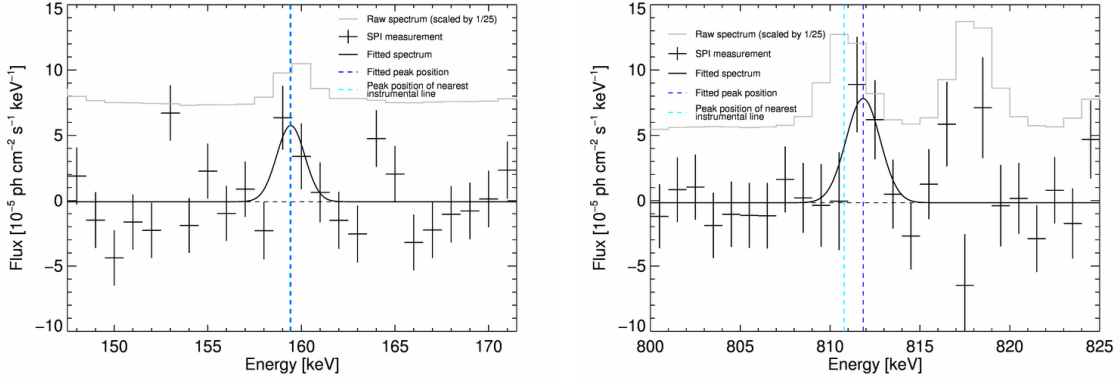 15
10
5
0
−5
−10
Flux [10⁻⁵ ph cm⁻² s⁻¹ keV⁻¹]
Raw spectrum (scaled by 1/25)
SPI measurement
Fitted spectrum
Fitted peak position
Peak position of nearest
instrumental line
150 155 160 165 170
Energy [keV]
15
10
5
0
−5
−10
Flux [10⁻⁵ ph cm⁻² s⁻¹ keV⁻¹]
Raw spectrum (scaled by 1/25)
SPI measurement
Fitted spectrum
Fitted peak position
Peak position of nearest
instrumental line
800 805 810 815 820 825
Energy [keV]